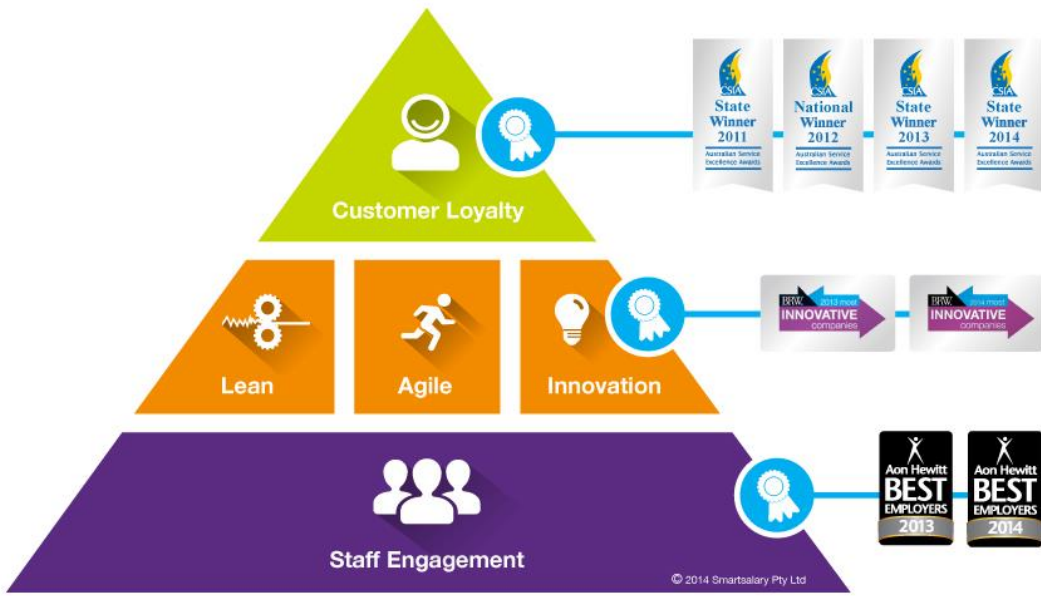 CSIA
State
Winner
2011
Australian Service
Excellence Awards
CSIA
National
Winner
2012
Australian Service
Excellence Awards
CSIA
State
Winner
2013
Australian Service
Excellence Awards
CSIA
State
Winner
2014
Australian Service
Excellence Awards
Customer Loyalty
BRW. 2013 most
INNOVATIVE
companies
BRW. 2014 most
INNOVATIVE
companies
Lean
Agile
Innovation
Aon Hewitt
BEST
EMPLOYERS
2013
Aon Hewitt
BEST
EMPLOYERS
2014
Staff Engagement
© 2014 Smartsalary Pty Ltd